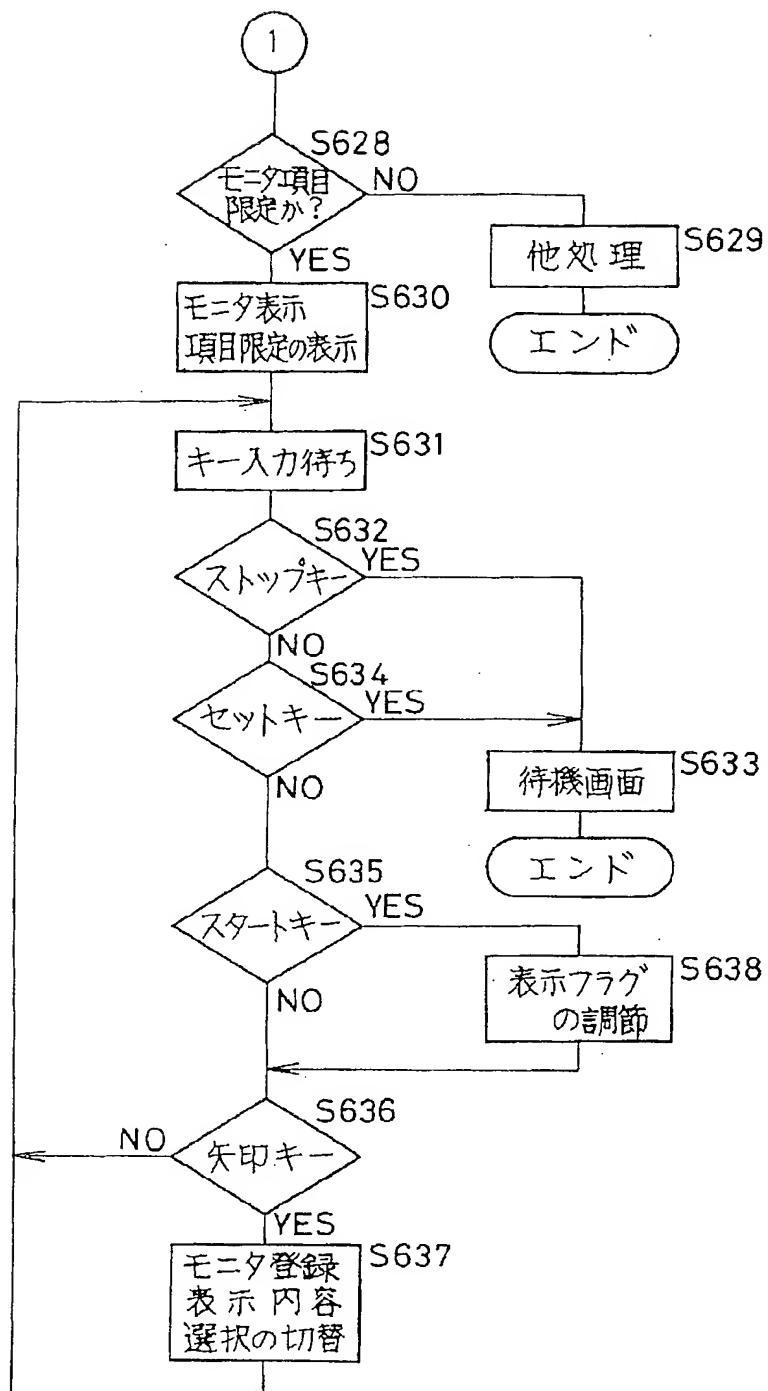 1
S628
モニタ項目
限定か?
NO
YES
他処理
S629
エンド
モニタ表示
項目限定の表示
S630
キー入力待ち
S631
S632
ストップキー
YES
NO
S634
セットキー
YES
NO
待機画面
S633
エンド
S635
スタートキー
YES
NO
表示フラグ
の調節
S638
S636
矢印キー
NO
YES
モニタ登録
表示内容
選択の切替
S637